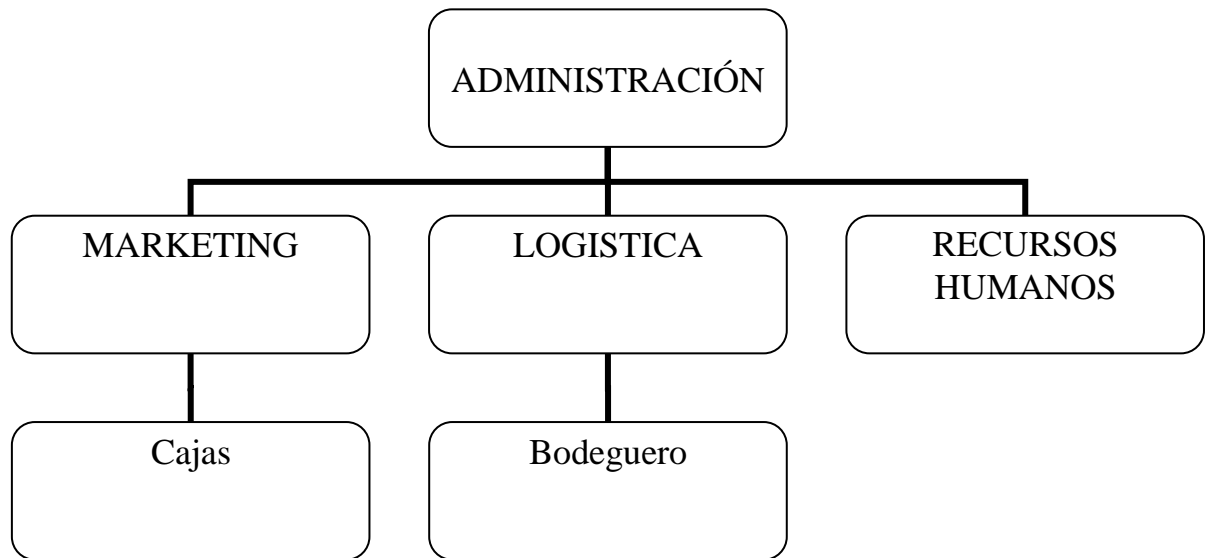 ADMINISTRACIÓN
MARKETING
LOGISTICA
RECURSOS
HUMANOS
Cajas
Bodeguero